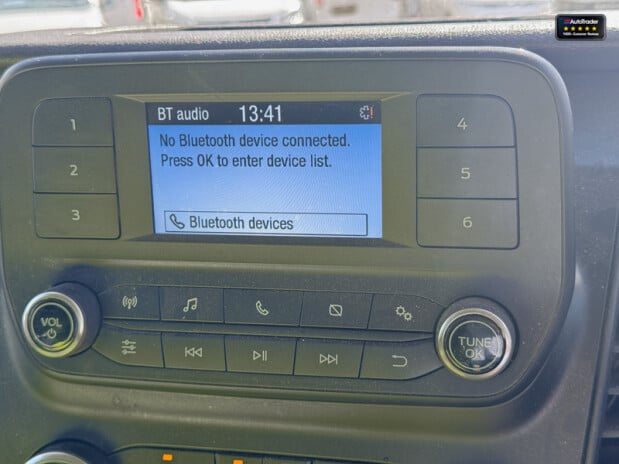 AutoTrader
BT audio 13:41
No Bluetooth device connected.
Press OK to enter device list.
Bluetooth devices
1
2
3
4
5
6
VOL
TUNE
OK